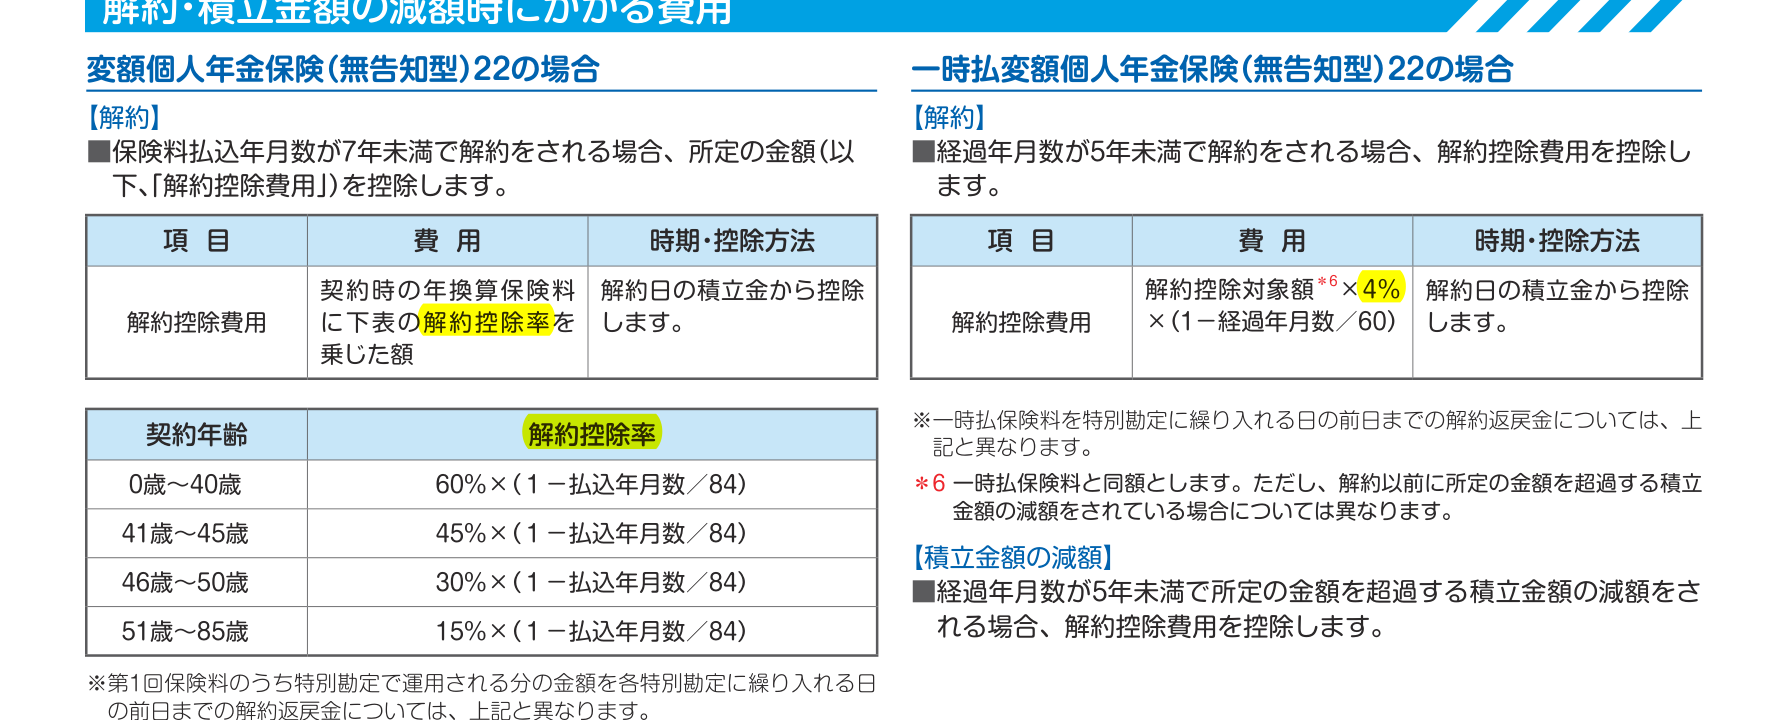 解約・積立金額の減額時にかかる費用
変額個人年金保険(無告知型)22の場合
【解約】
■保険料払込年月数が7年未満で解約をされる場合、所定の金額(以
下、「解約控除費用」)を控除します。
項 目 費 用 時期・控除方法
解約控除費用
契約時の年換算保険料
に下表の解約控除率を
乗じた額
解約日の積立金から控除
します。
契約年齢 解約控除率
0歳～40歳 60%×(1－払込年月数／84)
41歳～45歳 45%×(1－払込年月数／84)
46歳～50歳 30%×(1－払込年月数／84)
51歳～85歳 15%×(1－払込年月数／84)
※第1回保険料のうち特別勘定で運用される分の金額を各特別勘定に繰り入れる日
の前日までの解約返戻金については、上記と異なります。
一時払変額個人年金保険(無告知型)22の場合
【解約】
■経過年月数が5年未満で解約をされる場合、解約控除費用を控除し
ます。
項 目 費 用 時期・控除方法
解約控除費用
解約控除対象額＊6×4%
×(1－経過年月数／60)
解約日の積立金から控除
します。
※一時払保険料を特別勘定に繰り入れる日の前日までの解約返戻金については、上
記と異なります。
＊6 一時払保険料と同額とします。ただし、解約以前に所定の金額を超過する積立
金額の減額をされている場合については異なります。
【積立金額の減額】
■経過年月数が5年未満で所定の金額を超過する積立金額の減額をさ
れる場合、解約控除費用を控除します。